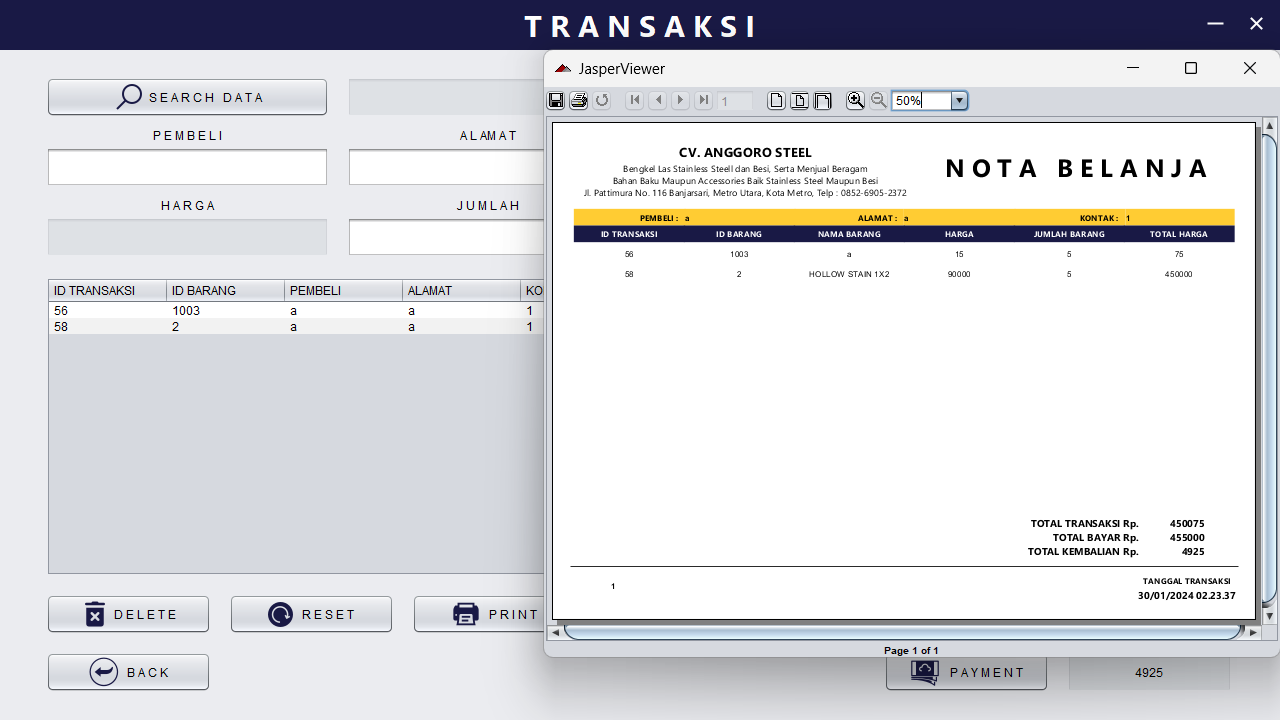 TRANSAKSI
SEARCH DATA
PEMBELI
ALAMAT
HARGA
JUMLAH
ID TRANSAKSI ID BARANG PEMBELI ALAMAT KO
56 1003 a a 1
58 2 a a 1
DELETE RESET PRINT
BACK
PAYMENT 4925
JasperViewer
1 50%
CV. ANGGORO STEEL
NOTA BELANJA
Bengkel Las Stainless Steell dan Besi, Serta Menjual Beragam
Bahan Baku Maupun Accessories Baik Stainless Steel Maupun Besi
Jl. Pattimura No. 116 Banjarsari, Metro Utara, Kota Metro, Telp : 0852-6905-2372
PEMBELI : a ALAMAT : a KONTAK : 1
ID TRANSAKSI ID BARANG NAMA BARANG HARGA JUMLAH BARANG TOTAL HARGA
56 1003 a 15 5 75
58 2 HOLLOW STAIN 1X2 90000 5 450000
TOTAL TRANSAKSI Rp. 450075
TOTAL BAYAR Rp. 455000
TOTAL KEMBALIAN Rp. 4925
1
TANGGAL TRANSAKSI
30/01/2024 02.23.37
Page 1 of 1